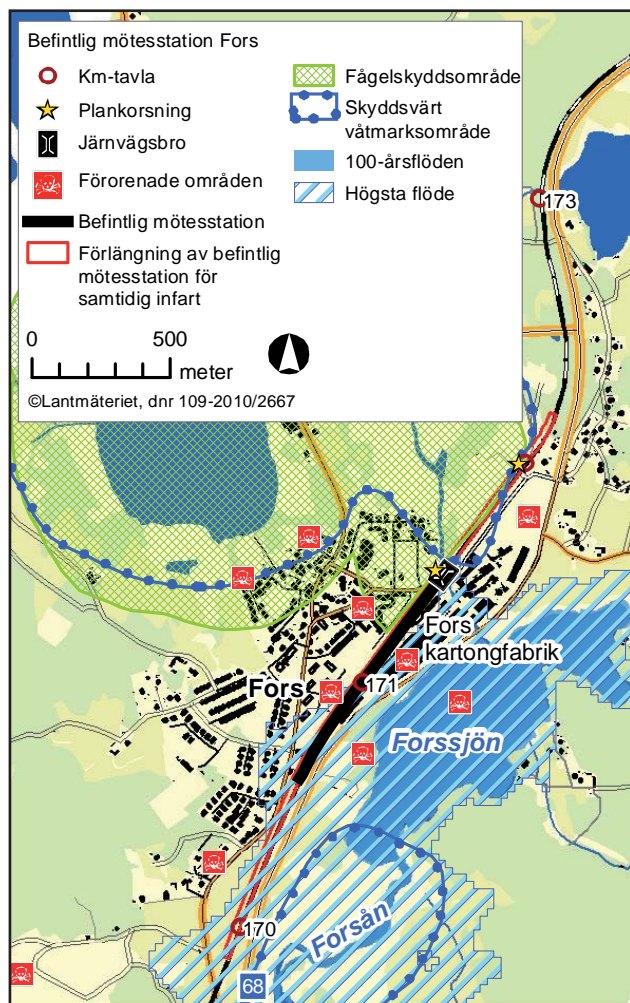 Befintlig mötesstation Fors
Km-tavla
Plankorsning
Järnvägsbro
Förorenade områden
Befintlig mötesstation
Förlängning av befintlig
mötesstation för
samtidig infart
Fågelskyddsområde
Skyddsvärt
våtmarksområde
100-årsflöden
Högsta flöde
0 500
meter
©Lantmäteriet, dnr 109-2010/2667
173
Fors
kartongfabrik
Fors
171
Forssjön
170
Forsån
68